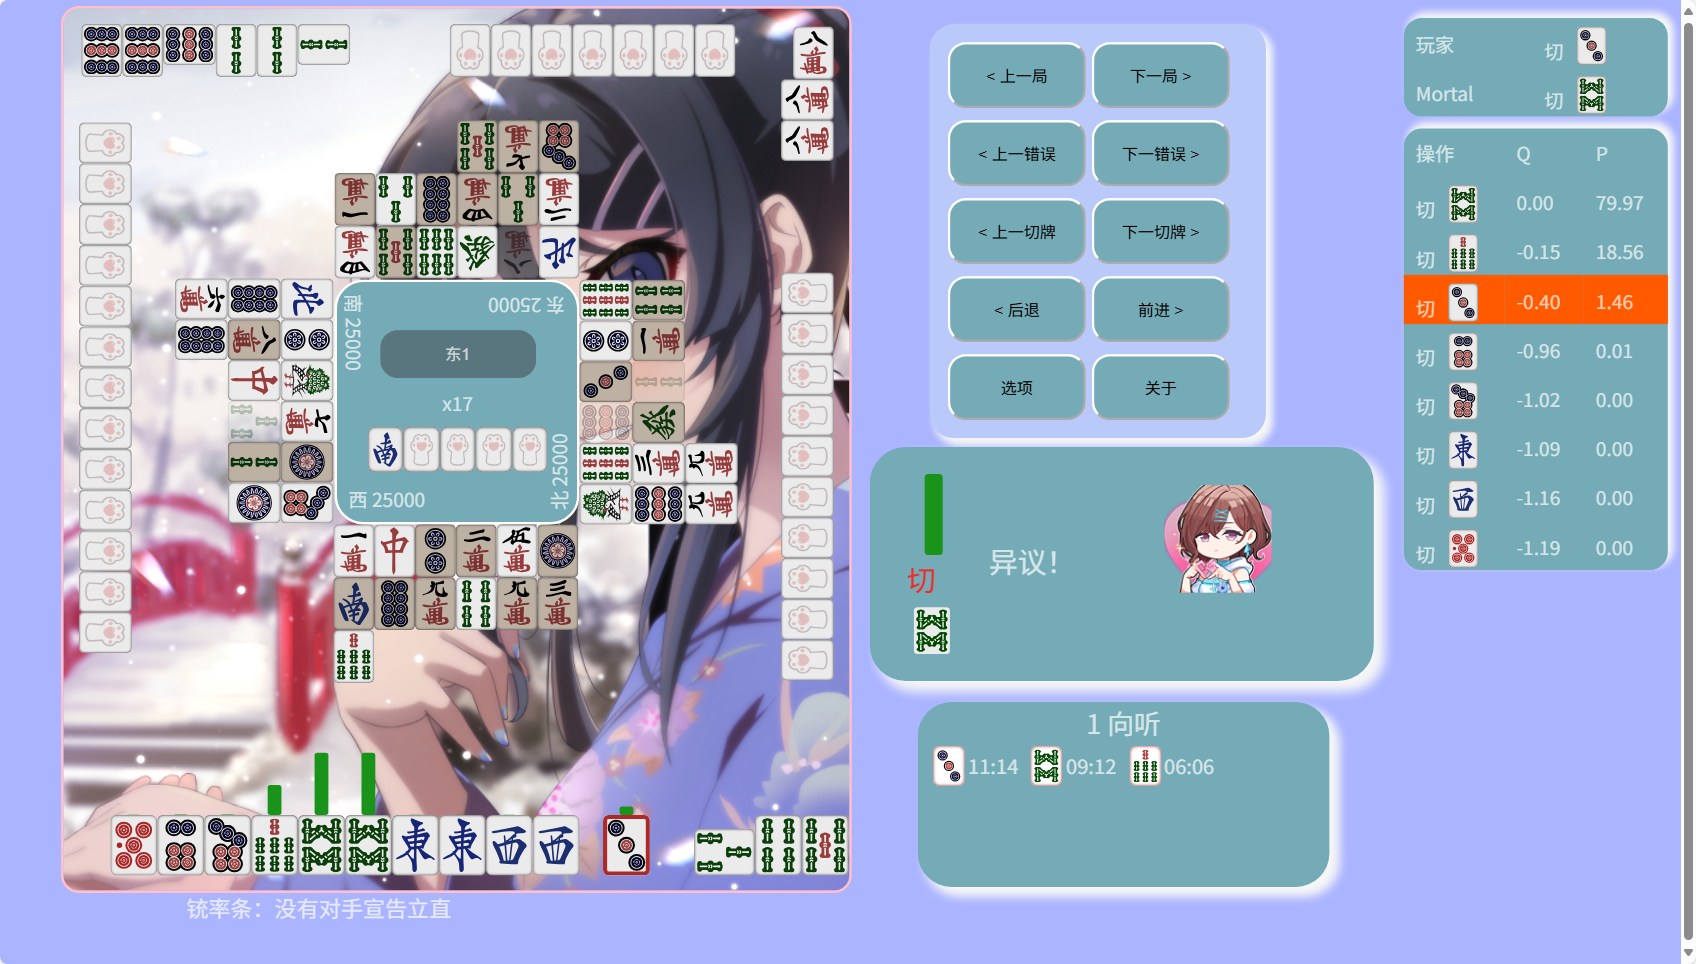 南 25000
东 25000
东1
x17
西 25000
北 25000
铳率条：没有对手宣告立直
< 上一局
下一局 >
< 上一错误
下一错误 >
< 上一切牌
下一切牌 >
< 后退
前进 >
选项
关于
切
异议！
1 向听
11:14
09:12
06:06
玩家 切
Mortal 切
操作 Q P
切 0.00 79.97
切 -0.15 18.56
切 -0.40 1.46
切 -0.96 0.01
切 -1.02 0.00
切 -1.09 0.00
切 -1.16 0.00
切 -1.19 0.00